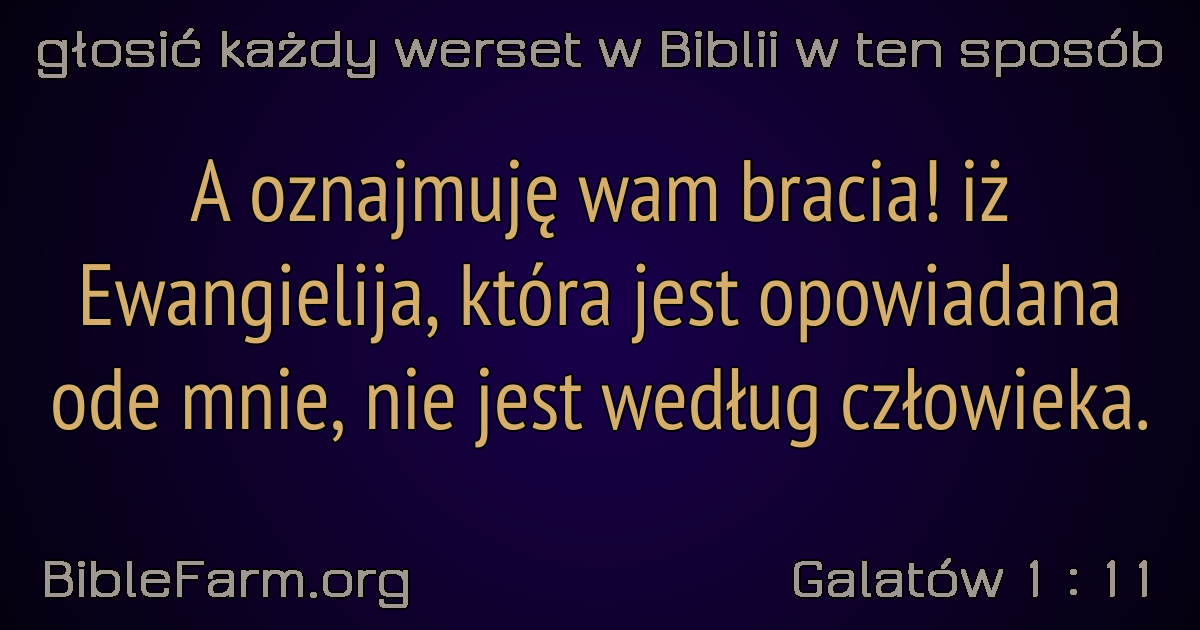 głosić każdy werset w Biblii w ten sposób
A oznajmuję wam bracia! iż
Ewangielija, która jest opowiadana
ode mnie, nie jest według człowieka.
BibleFarm.org
Galatów 1 : 11